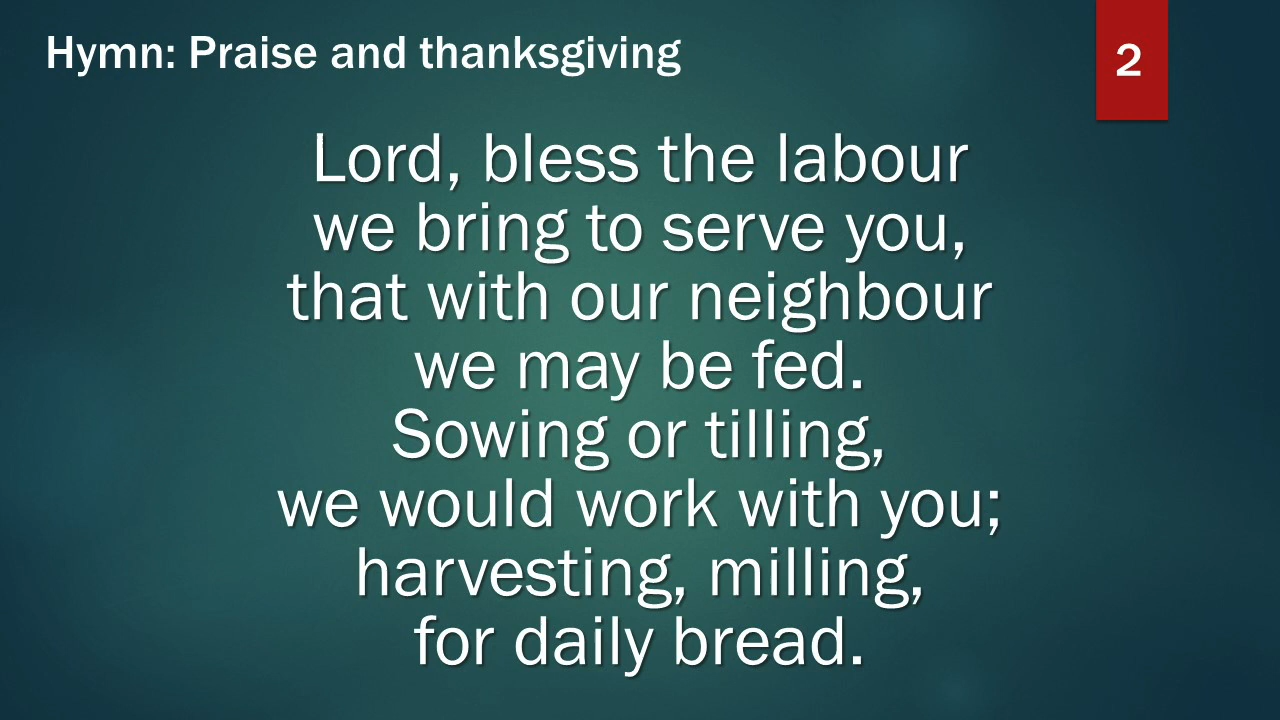 Hymn: Praise and thanksgiving
2
Lord, bless the labour
we bring to serve you,
that with our neighbour
we may be fed.
Sowing or tilling,
we would work with you;
harvesting, milling,
for daily bread.